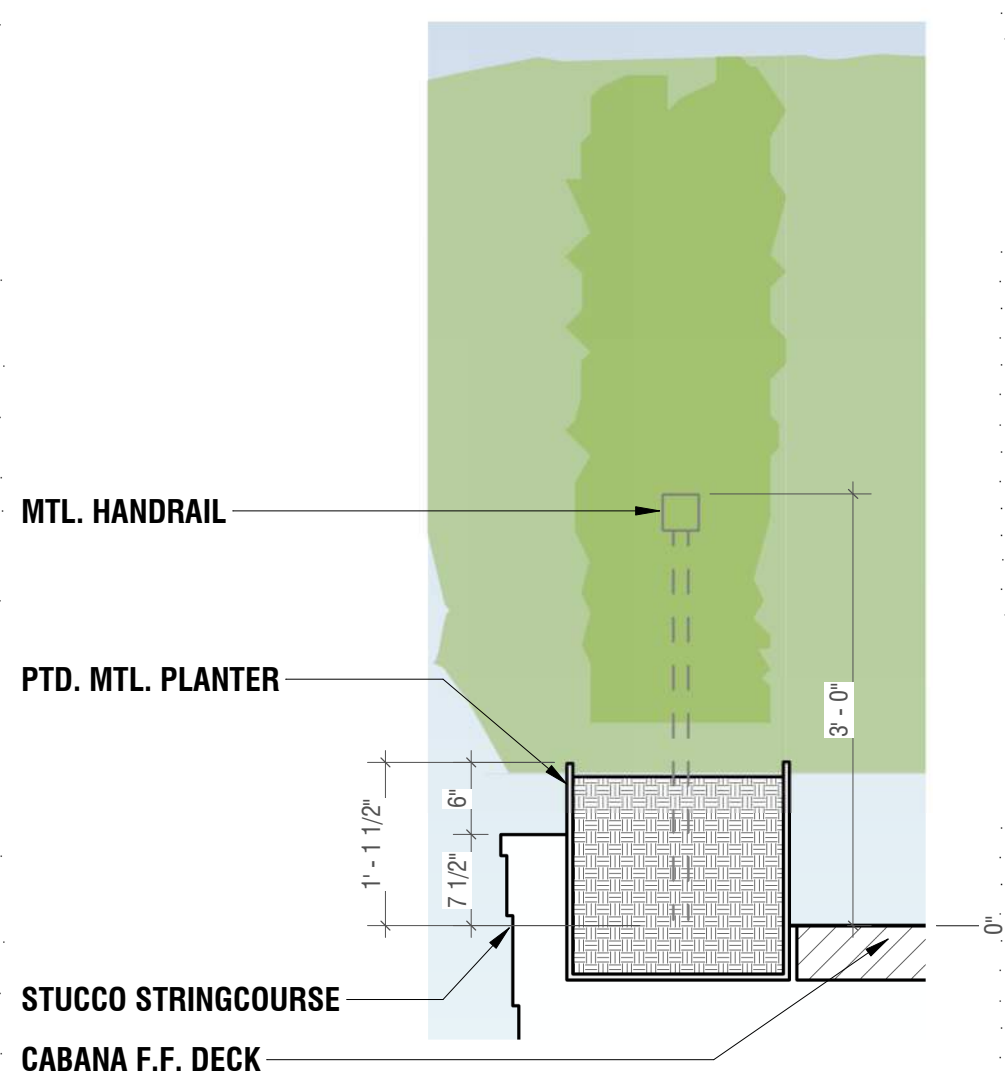 MTL. HANDRAIL
PTD. MTL. PLANTER
3' - 0"
6"
1' - 1 1/2"
7 1/2"
0"
STUCCO STRINGCOURSE
CABANA F.F. DECK